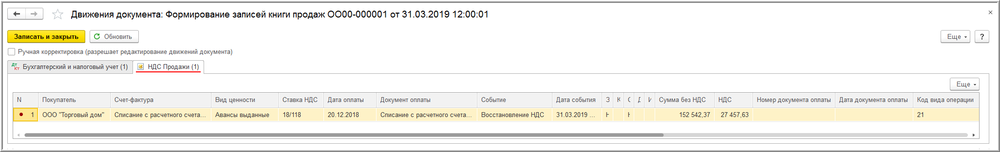 Движения документа: Формирование записей книги продаж ОО00-000001 от 31.03.2019 12:00:01
×
Записать и закрыть Обновить Еще ?
Ручная корректировка (разрешает редактирование движений документа)
Дт Кт Бухгалтерский и налоговый учет (1) НДС Продажи (1)
Еще
N Покупатель Счет-фактура Вид ценности Ставка НДС Дата оплаты Документ оплаты Событие Дата события З К С Д И Сумма без НДС НДС Номер документа оплаты Дата документа оплаты Код вида операции
1 ООО "Торговый дом" Списание с расчетного счета... Авансы выданные 18/118 20.12.2018 Списание с расчетного счета... Восстановление НДС 31.03.2019 ... 152 542,37 27 457,63 21